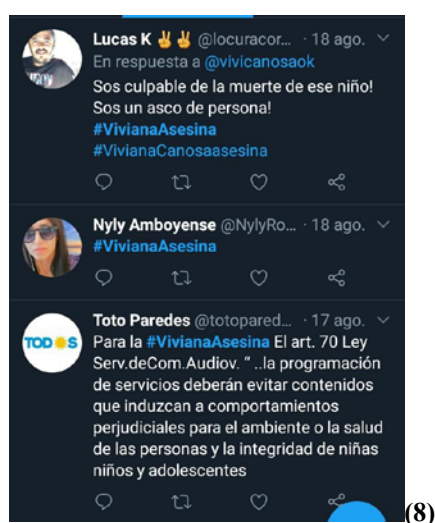 Lucas K ✌✌ @locuracor... · 18 ago.
En respuesta a @vivicanosaok
Sos culpable de la muerte de ese niño!
Sos un asco de persona!
#VivianaAsesina
#VivianaCanosaasesina
Nyly Amboyense @NylyRo... · 18 ago.
#VivianaAsesina
TODOS
Toto Paredes @totopared... · 17 ago.
Para la #VivianaAsesina El art. 70 Ley
Serv.deCom.Audiov. “ ..la programación
de servicios deberán evitar contenidos
que induzcan a comportamientos
perjudiciales para el ambiente o la salud
de las personas y la integridad de niñas
niños y adolescentes
(8)